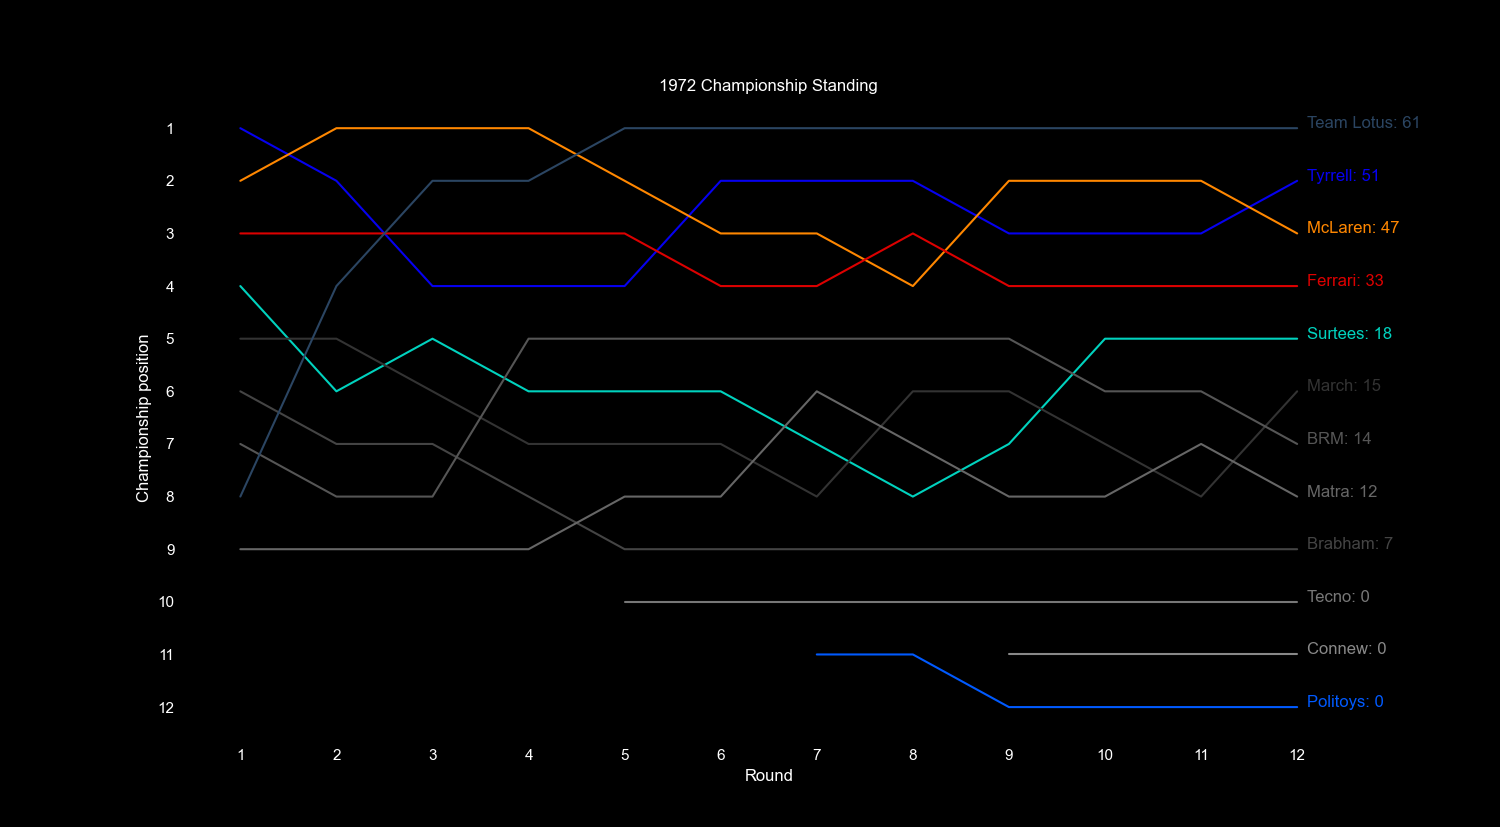 1972 Championship Standing
Championship position
1
2
3
4
5
6
7
8
9
10
11
12
Team Lotus: 61
Tyrrell: 51
McLaren: 47
Ferrari: 33
Surtees: 18
March: 15
BRM: 14
Matra: 12
Brabham: 7
Tecno: 0
Connew: 0
Politoys: 0
1 2 3 4 5 6 7 8 9 10 11 12
Round